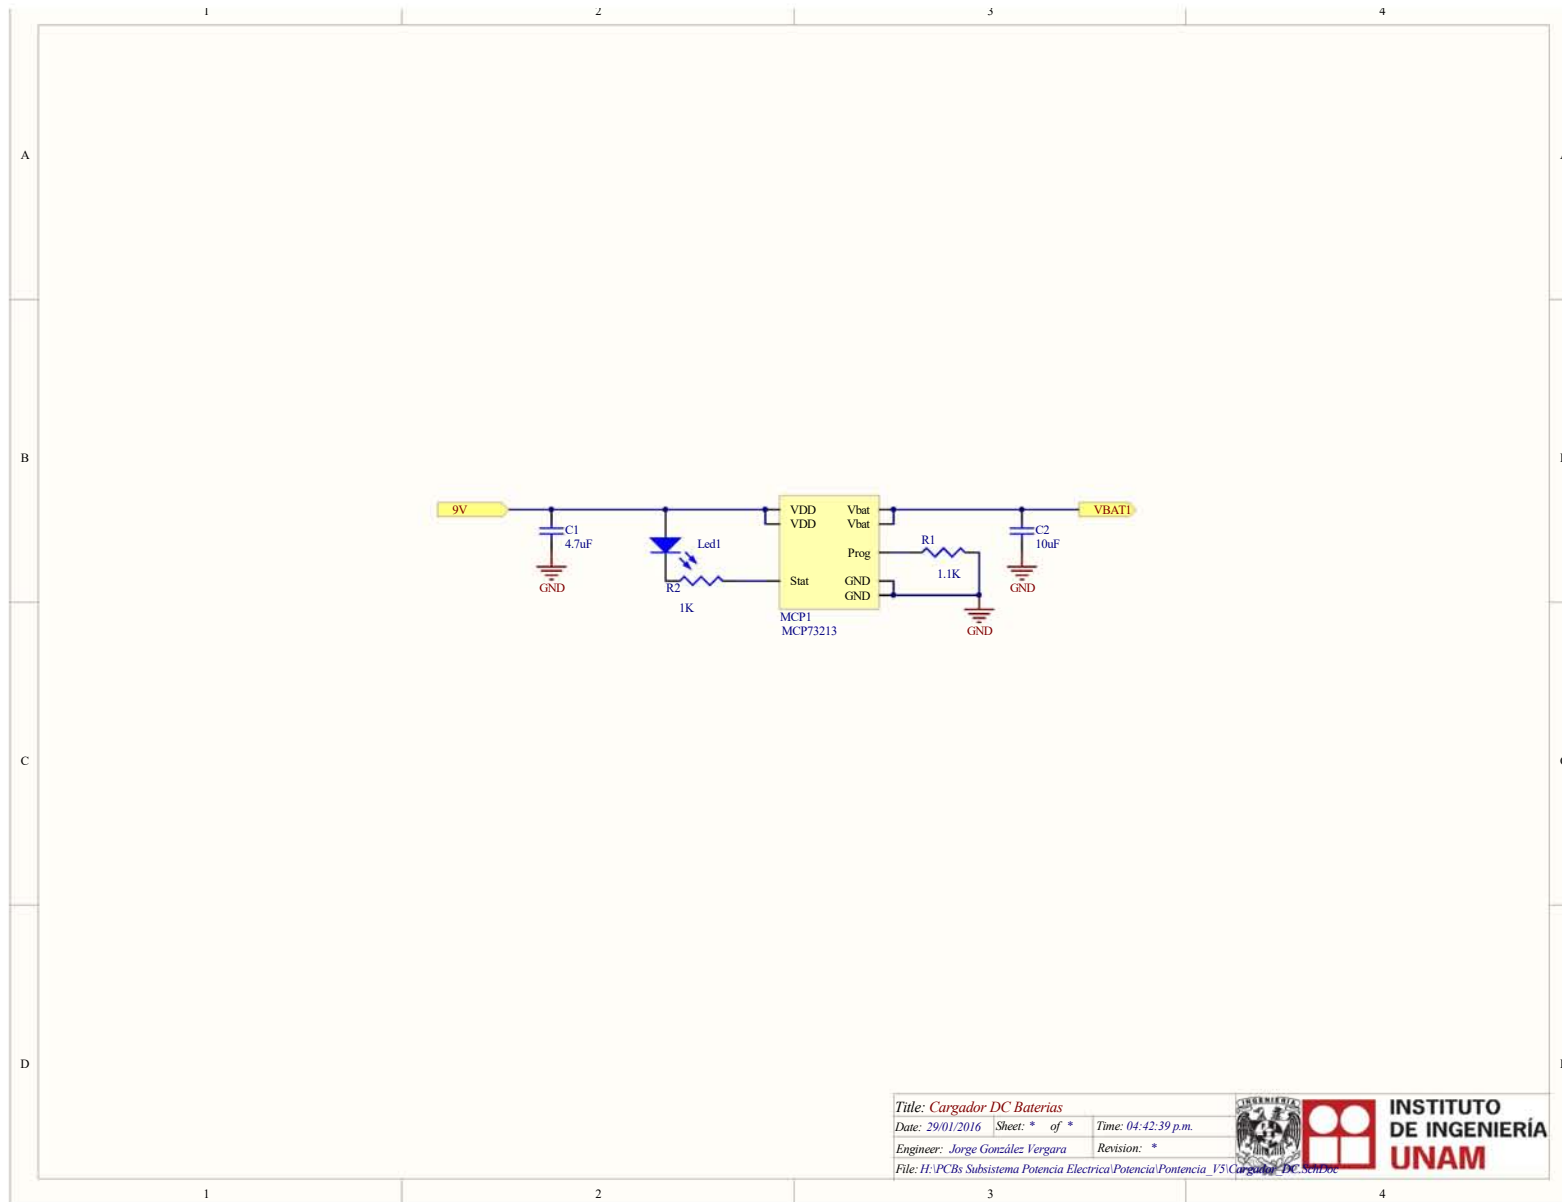 1 2 3 4
A A
B
9V VDD Vbat VBAT1
VDD Vbat
C1 C2
4.7uF 10uF
Led1 R1
Prog
1.1K
R2 Stat GND
GND
1K
GND GND
MCP1
MCP73213 GND
C
D
Title: Cargador DC Baterias
Date: 29/01/2016 Sheet: * of * Time: 04:42:39 p.m.
Engineer: Jorge González Vergara Revision: *
File: H:\PCBs Subsistema Potencia Electrica\Potencia\Pontencia_V5\Cargador_DC.SchDoc
INGENIERIA
INSTITUTO
DE INGENIERÍA
UNAM
1 2 3 4